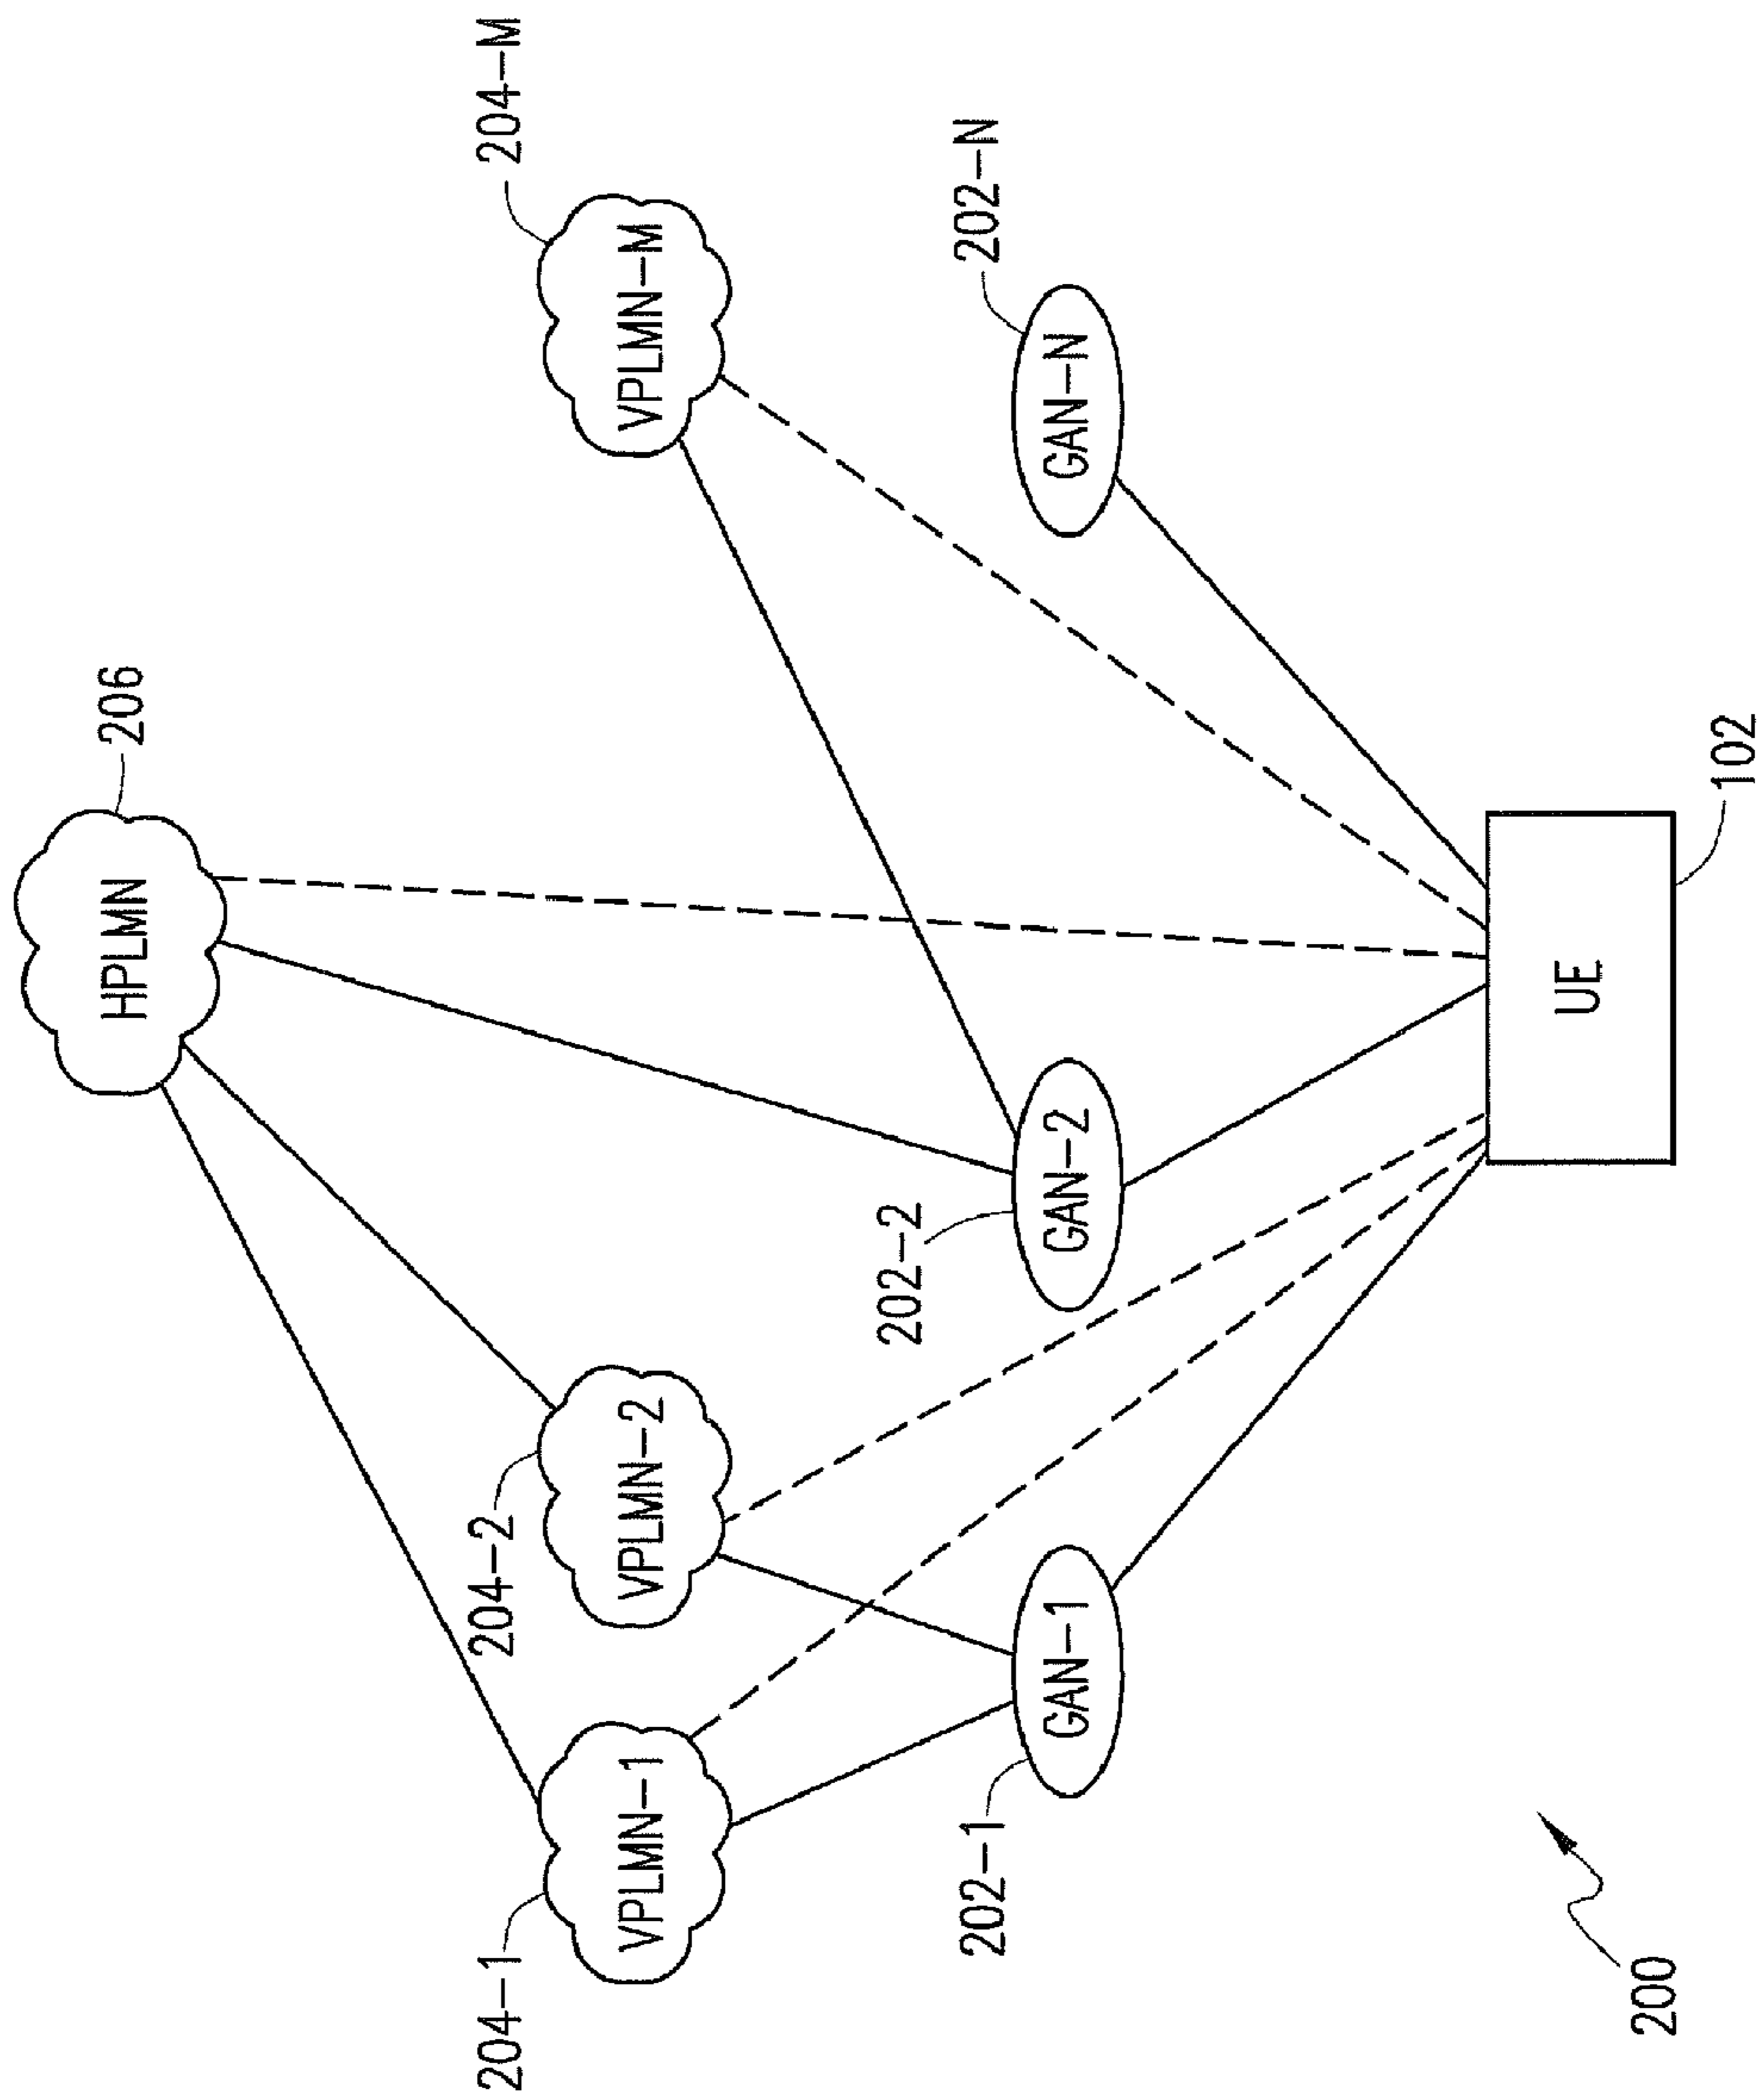 206
HPLMN
204-1
VPLMN-1
204-2
VPLMN-2
204-M
VPLMN-M
202-1
GAN-1
202-2
GAN-2
202-N
GAN-N
UE
102
200